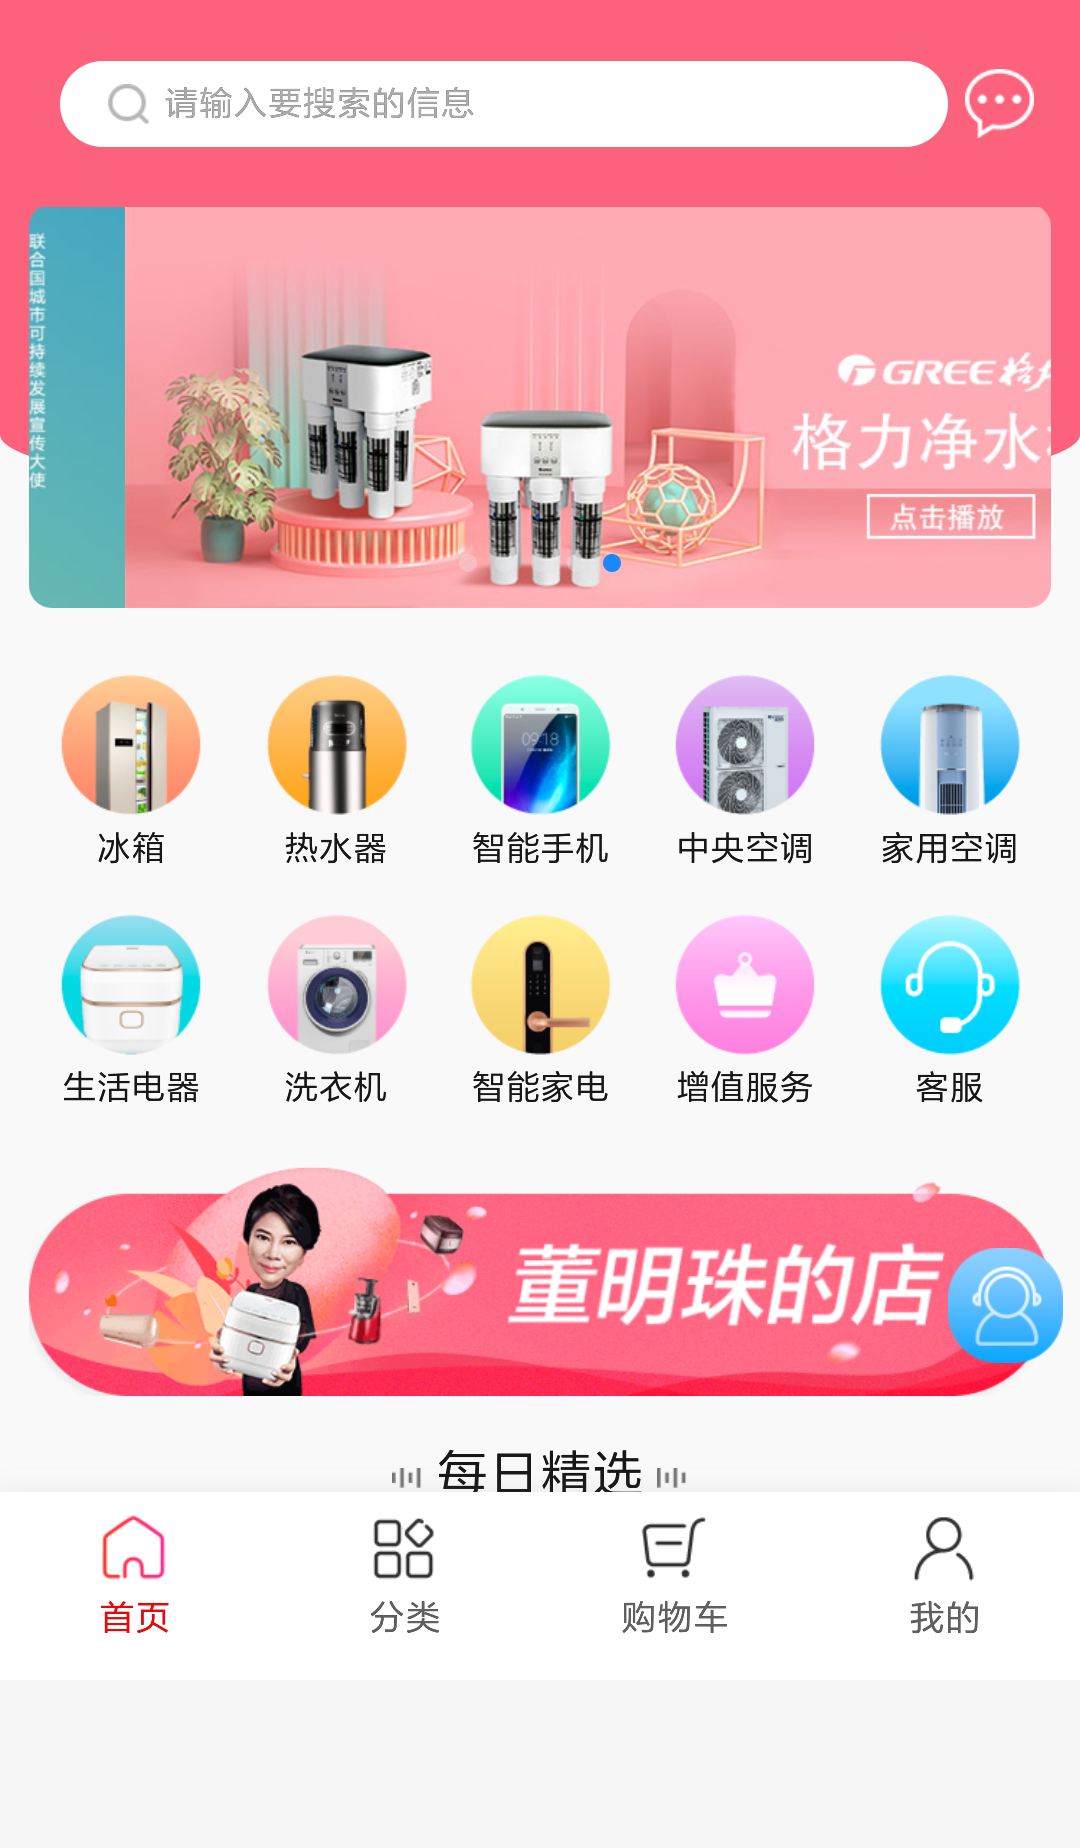 请输入要搜索的信息
联合国城市可持续发展宣传大使
GREE 格力
格力净水
点击播放
09:18
冰箱
热水器
智能手机
中央空调
家用空调
生活电器
洗衣机
智能家电
增值服务
客服
董明珠的店
每日精选
首页
分类
购物车
我的